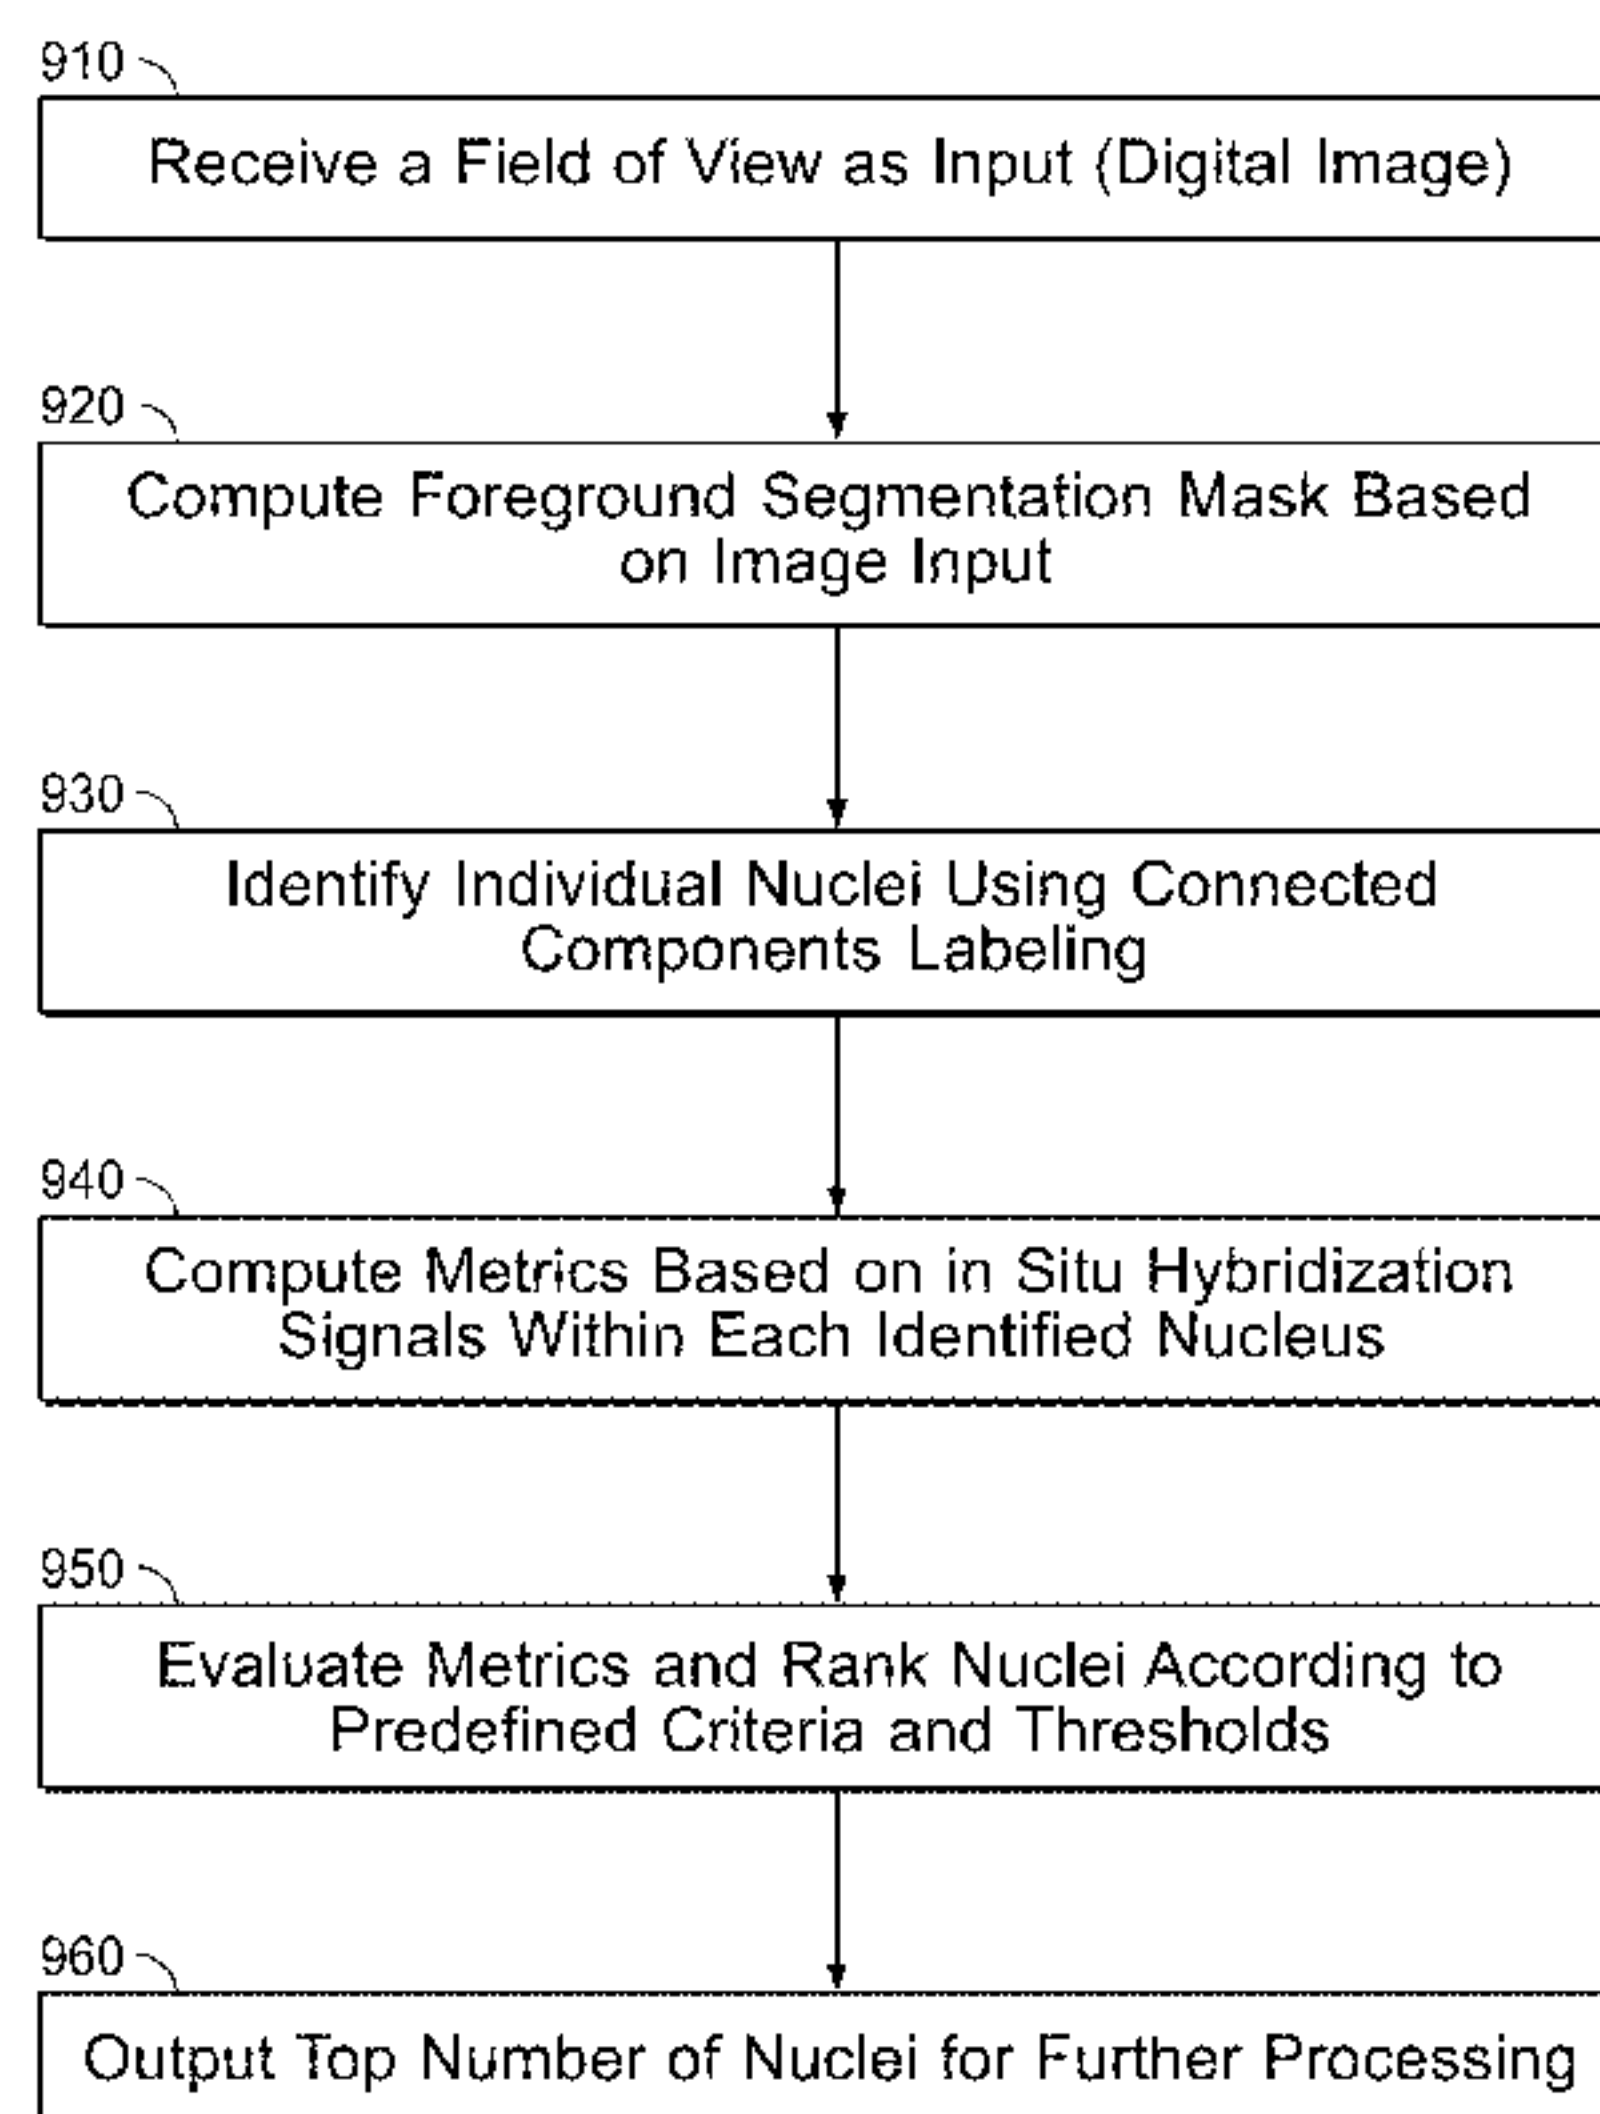 910
Receive a Field of View as Input (Digital Image)
920
Compute Foreground Segmentation Mask Based
on Image Input
930
Identify Individual Nuclei Using Connected
Components Labeling
940
Compute Metrics Based on in Situ Hybridization
Signals Within Each Identified Nucleus
950
Evaluate Metrics and Rank Nuclei According to
Predefined Criteria and Thresholds
960
Output Top Number of Nuclei for Further Processing